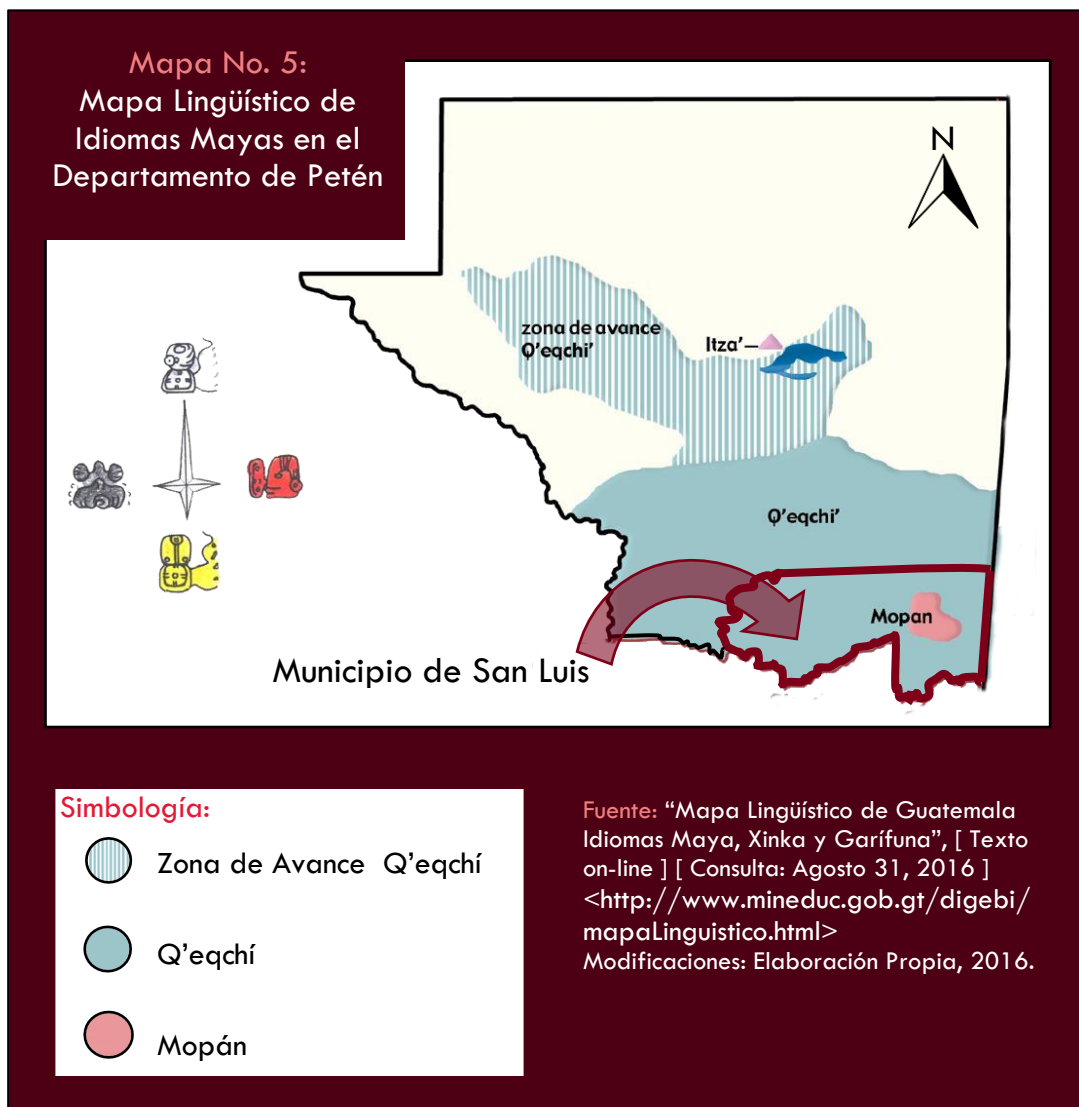 Mapa No. 5:
Mapa Lingüístico de
Idiomas Mayas en el
Departamento de Petén
N
zona de avance
Q'eqchi'
Itza'
Q'eqchi'
Mopan
Municipio de San Luis
Simbología:
Zona de Avance Q'eqchí
Q'eqchí
Mopán
Fuente: “Mapa Lingüístico de Guatemala
Idiomas Maya, Xinka y Garífuna”, [ Texto
on-line ] [ Consulta: Agosto 31, 2016 ]
<http://www.mineduc.gob.gt/digebi/
mapaLinguistico.html>
Modificaciones: Elaboración Propia, 2016.